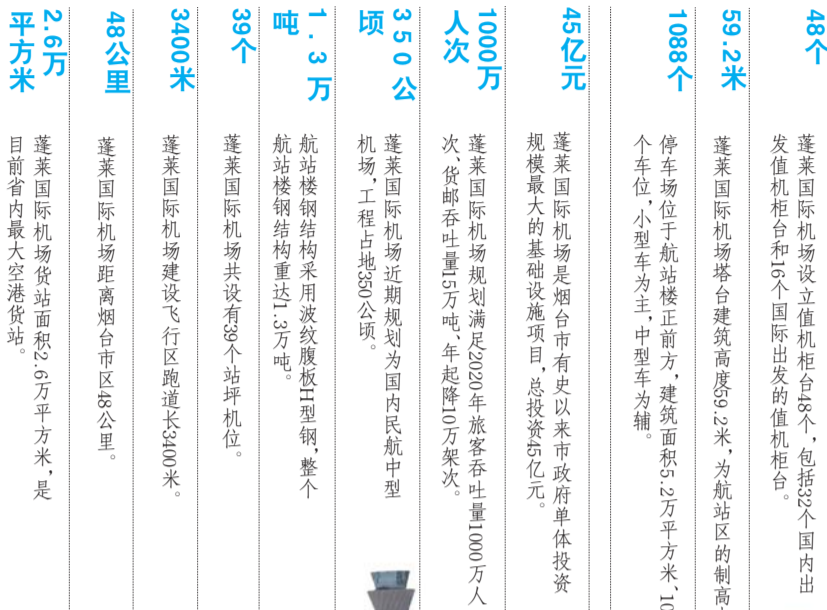 48个
蓬莱国际机场设立值机柜台48个，包括32个国内出
发值机柜台和16个国际出发的值机柜台。
59.2米
蓬莱国际机场塔台建筑高度59.2米，为航站区的制高
1088个
停车场位于航站楼正前方，建筑面积5.2万平方米、10
个车位，小型车为主，中型车为辅。
45亿元
蓬莱国际机场是烟台市有史以来市政府单体投资
规模最大的基础设施项目，总投资45亿元。
1000万
人次
蓬莱国际机场规划满足2020年旅客吞吐量1000万人
次、货邮吞吐量15万吨、年起降10万架次。
350公
顷
蓬莱国际机场近期规划为国内民航中型
机场，工程占地350公顷。
1.3万
吨
航站楼钢结构采用波纹腹板H型钢，整个
航站楼钢结构重达1.3万吨。
39个
蓬莱国际机场共设有39个站坪机位。
3400米
蓬莱国际机场建设飞行区跑道长3400米。
48公里
蓬莱国际机场距离烟台市区48公里。
2.6万
平方米
蓬莱国际机场货站面积2.6万平方米，是
目前省内最大空港货站。